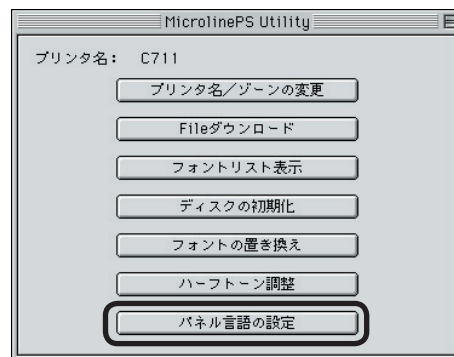 MicrolinePS Utility
プリンタ名： C711
プリンタ名／ゾーンの変更
Fileダウンロード
フォントリスト表示
ディスクの初期化
フォントの置き換え
ハーフトーン調整
パネル言語の設定